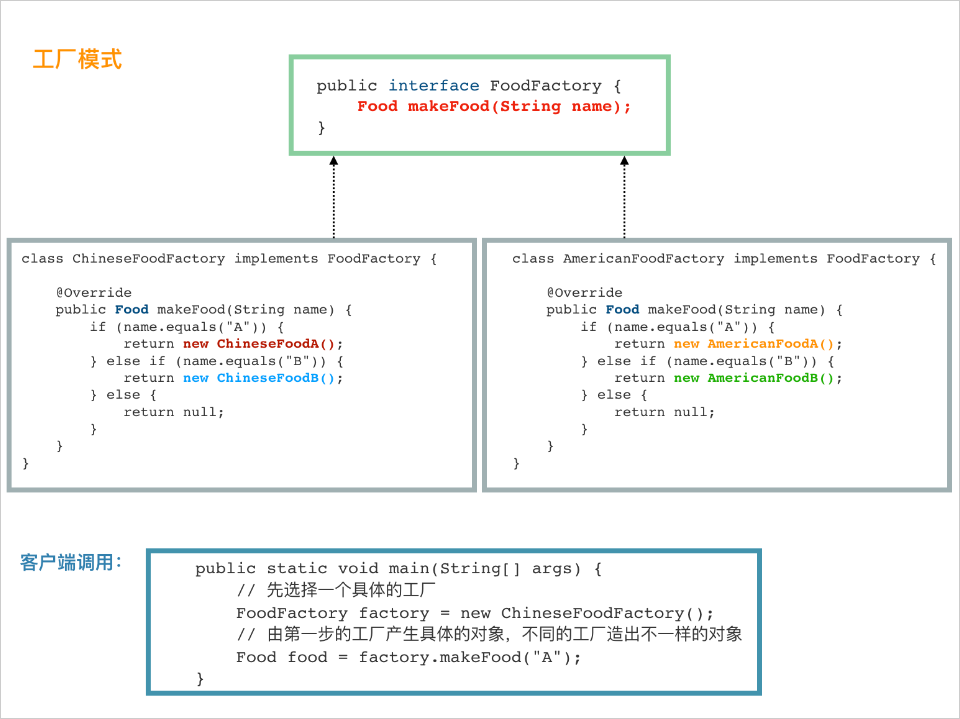 工厂模式
public interface FoodFactory {
    Food makeFood(String name);
}
class ChineseFoodFactory implements FoodFactory {
    @Override
    public Food makeFood(String name) {
        if (name.equals("A")) {
            return new ChineseFoodA();
        } else if (name.equals("B")) {
            return new ChineseFoodB();
        } else {
            return null;
        }
    }
}
class AmericanFoodFactory implements FoodFactory {
    @Override
    public Food makeFood(String name) {
        if (name.equals("A")) {
            return new AmericanFoodA();
        } else if (name.equals("B")) {
            return new AmericanFoodB();
        } else {
            return null;
        }
    }
}
客户端调用：
public static void main(String[] args) {
    // 先选择一个具体的工厂
    FoodFactory factory = new ChineseFoodFactory();
    // 由第一步的工厂产生具体的对象，不同的工厂造出不一样的对象
    Food food = factory.makeFood("A");
}